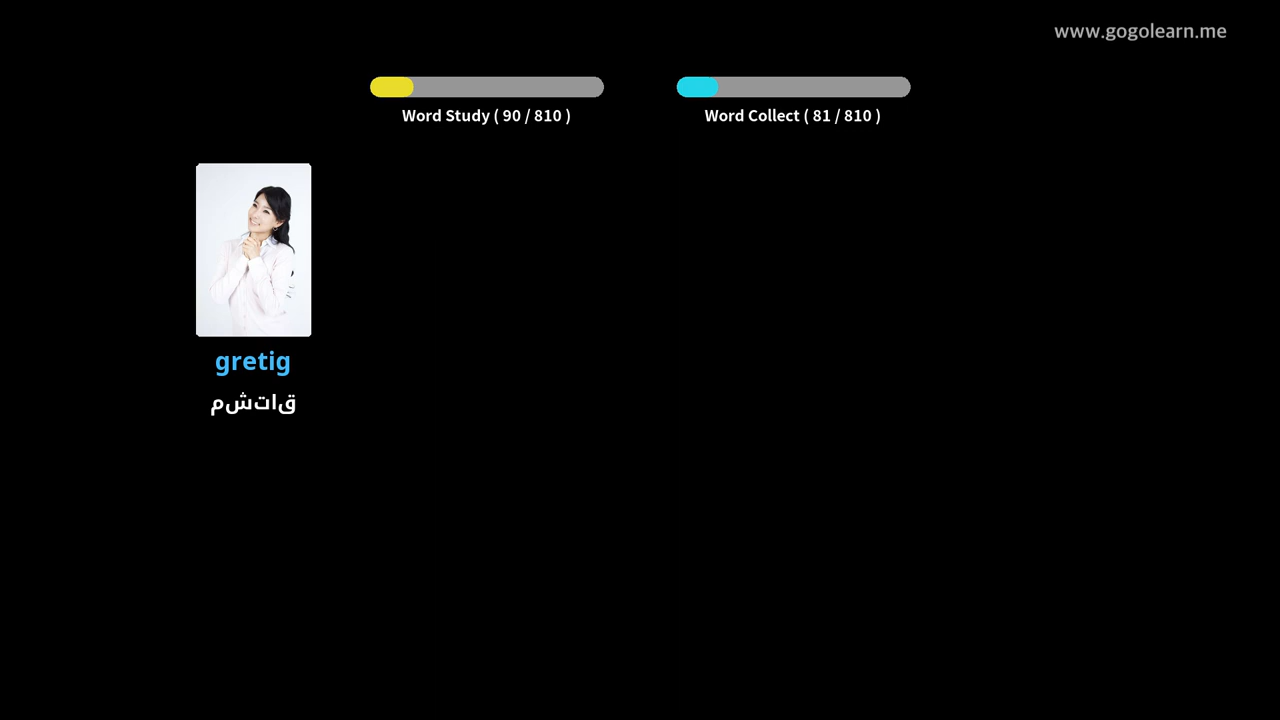 www.gogolearn.me
Word Study ( 90 / 810 )
Word Collect ( 81 / 810 )
gretig
قاتشم